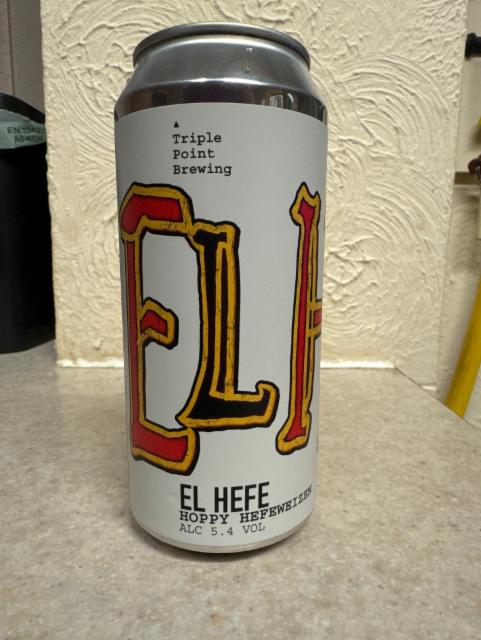 Triple
Point
Brewing
EL H
EL HEFE
HOPPY HEFEWEIZEN
ALC 5.4 VOL